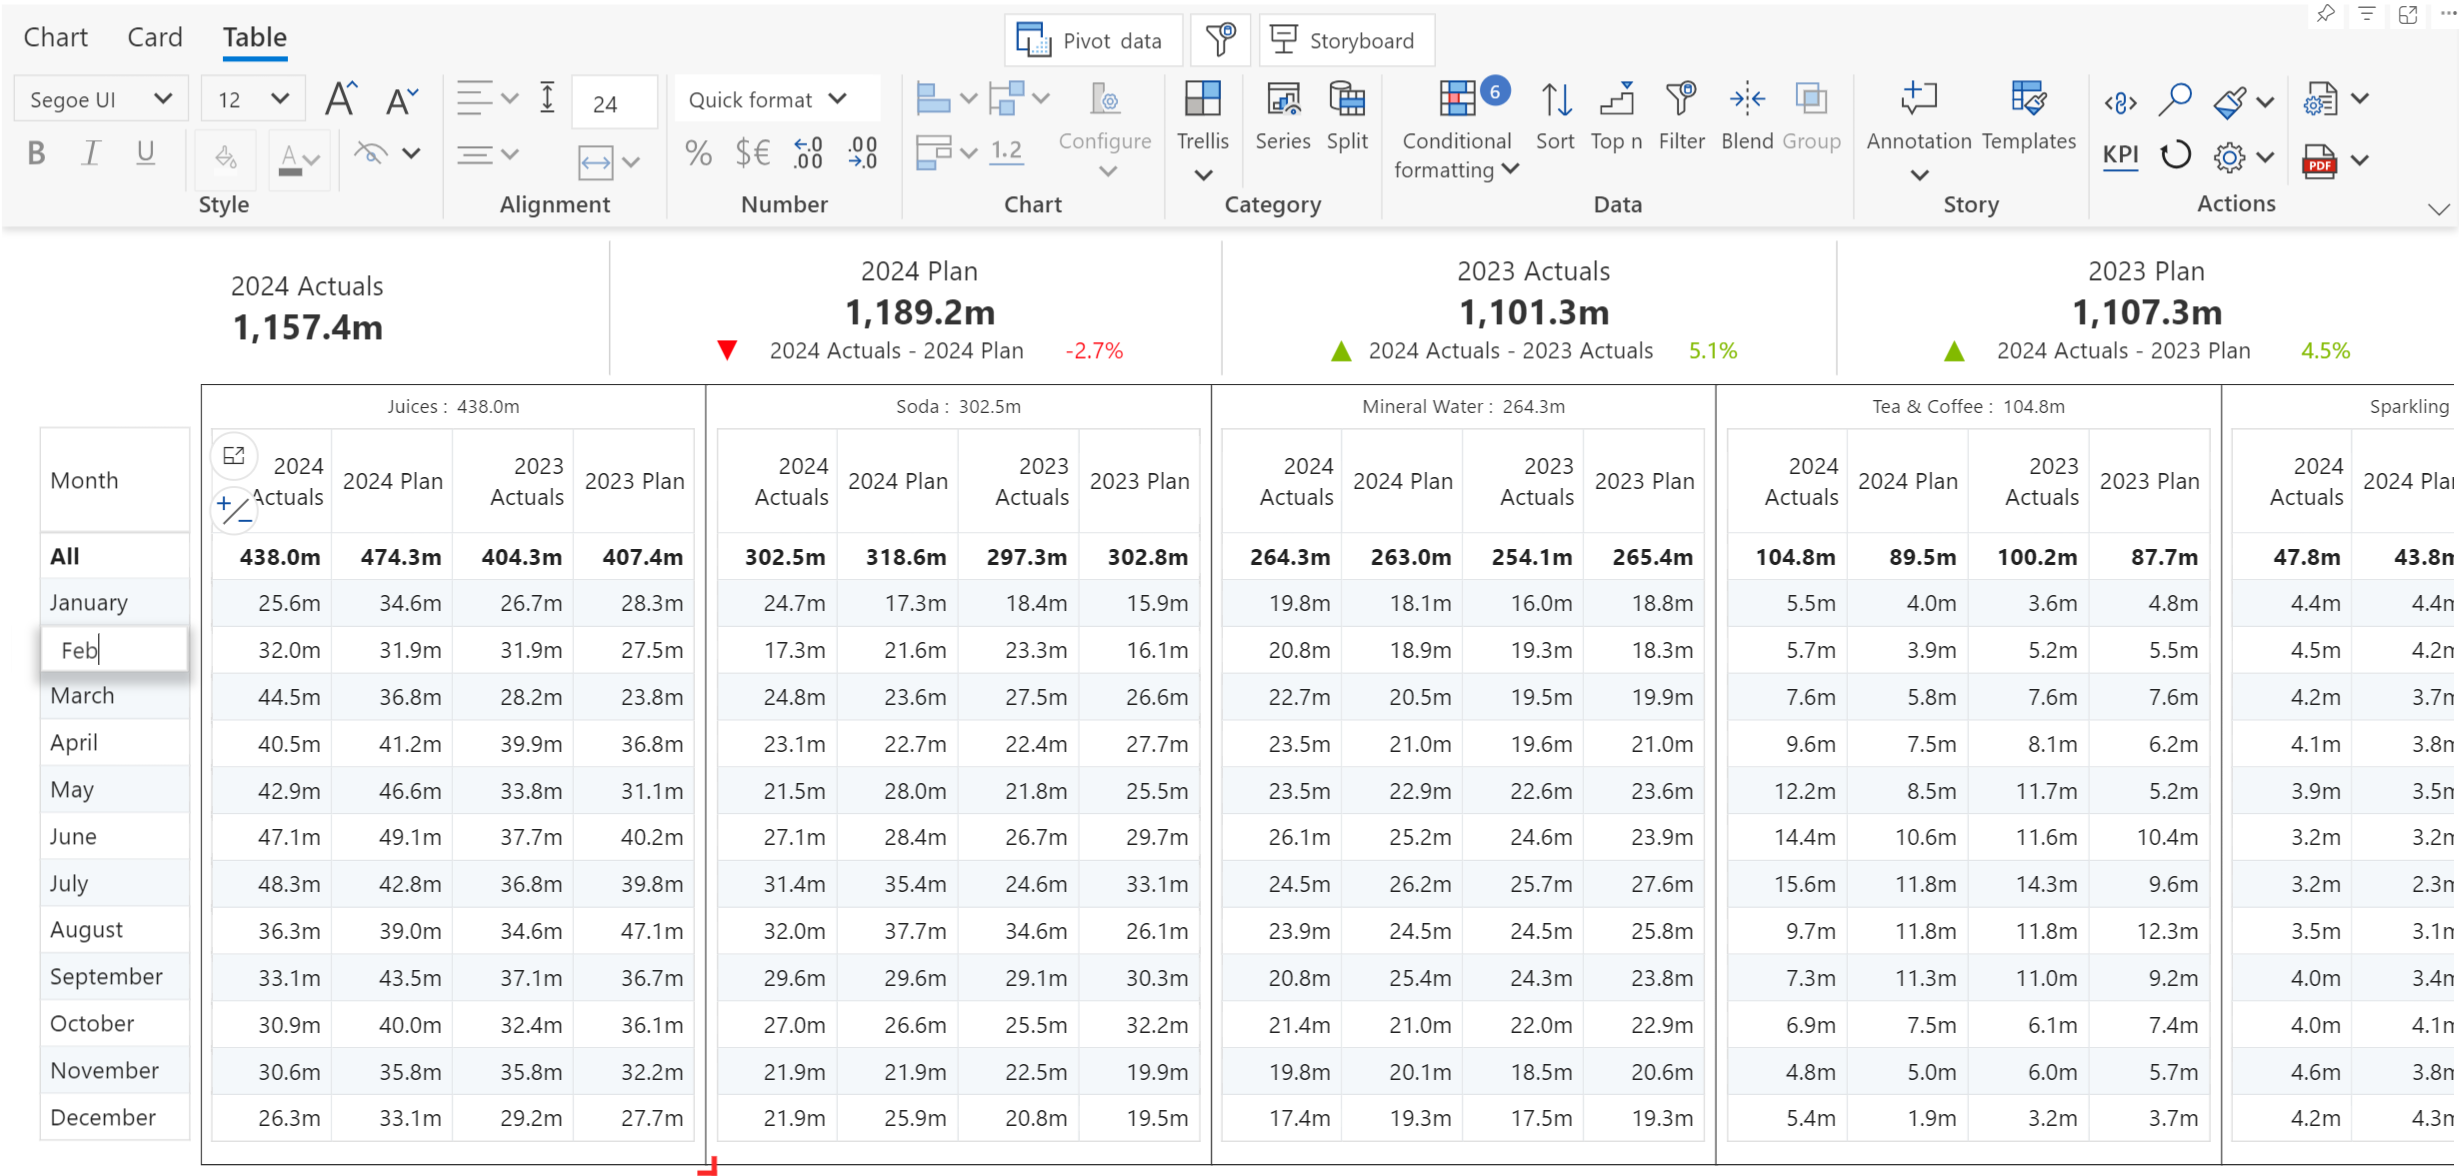 Chart Card Table Pivot data Storyboard
Segoe UI 12 24 Quick format Configure Trellis Series Split 6 Conditional formatting Sort Top n Filter Blend Group Annotation Templates
B I U A % $€ .0 .00 .00 .0 1.2 KPI PDF
Style Alignment Number Chart Category Data Story Actions
2024 Actuals
1,157.4m
2024 Plan
1,189.2m
2024 Actuals - 2024 Plan -2.7%
2023 Actuals
1,101.3m
2024 Actuals - 2023 Actuals 5.1%
2023 Plan
1,107.3m
2024 Actuals - 2023 Plan 4.5%
Juices : 438.0m Soda : 302.5m Mineral Water : 264.3m Tea & Coffee : 104.8m Sparkling
Month 2024 Actuals 2024 Plan 2023 Actuals 2023 Plan 2024 Actuals 2024 Plan 2023 Actuals 2023 Plan 2024 Actuals 2024 Plan 2023 Actuals 2023 Plan 2024 Actuals 2024 Plan 2023 Actuals 2023 Plan 2024 Actuals 2024
All 438.0m 474.3m 404.3m 407.4m 302.5m 318.6m 297.3m 302.8m 264.3m 263.0m 254.1m 265.4m 104.8m 89.5m 100.2m 87.7m 47.8m 43.8m
January 25.6m 34.6m 26.7m 28.3m 24.7m 17.3m 18.4m 15.9m 19.8m 18.1m 16.0m 18.8m 5.5m 4.0m 3.6m 4.8m 4.4m 4.4m
Feb 32.0m 31.9m 31.9m 27.5m 17.3m 21.6m 23.3m 16.1m 20.8m 18.9m 19.3m 18.3m 5.7m 3.9m 5.2m 5.5m 4.5m 4.2m
March 44.5m 36.8m 28.2m 23.8m 24.8m 23.6m 27.5m 26.6m 22.7m 20.5m 19.5m 19.9m 7.6m 5.8m 7.6m 7.6m 4.2m 3.7m
April 40.5m 41.2m 39.9m 36.8m 23.1m 22.7m 22.4m 27.7m 23.5m 21.0m 19.6m 21.0m 9.6m 7.5m 8.1m 6.2m 4.1m 3.8m
May 42.9m 46.6m 33.8m 31.1m 21.5m 28.0m 21.8m 25.5m 23.5m 22.9m 22.6m 23.6m 12.2m 8.5m 11.7m 5.2m 3.9m 3.5m
June 47.1m 49.1m 37.7m 40.2m 27.1m 28.4m 26.7m 29.7m 26.1m 25.2m 24.6m 23.9m 14.4m 10.6m 11.6m 10.4m 3.2m 3.2m
July 48.3m 42.8m 36.8m 39.8m 31.4m 35.4m 24.6m 33.1m 24.5m 26.2m 25.7m 27.6m 15.6m 11.8m 14.3m 9.6m 3.2m 2.3m
August 36.3m 39.0m 34.6m 47.1m 32.0m 37.7m 34.6m 26.1m 23.9m 24.5m 24.5m 25.8m 9.7m 11.8m 11.8m 12.3m 3.5m 3.1m
September 33.1m 43.5m 37.1m 36.7m 29.6m 29.6m 29.1m 30.3m 20.8m 25.4m 24.3m 23.8m 7.3m 11.3m 11.0m 9.2m 4.0m 3.4m
October 30.9m 40.0m 32.4m 36.1m 27.0m 26.6m 25.5m 32.2m 21.4m 21.0m 22.0m 22.9m 6.9m 7.5m 6.1m 7.4m 4.0m 4.1m
November 30.6m 35.8m 35.8m 32.2m 21.9m 21.9m 22.5m 19.9m 19.8m 20.1m 18.5m 20.6m 4.8m 5.0m 6.0m 5.7m 4.6m 3.8m
December 26.3m 33.1m 29.2m 27.7m 21.9m 25.9m 20.8m 19.5m 17.4m 19.3m 17.5m 19.3m 5.4m 1.9m 3.2m 3.7m 4.2m 4.3m